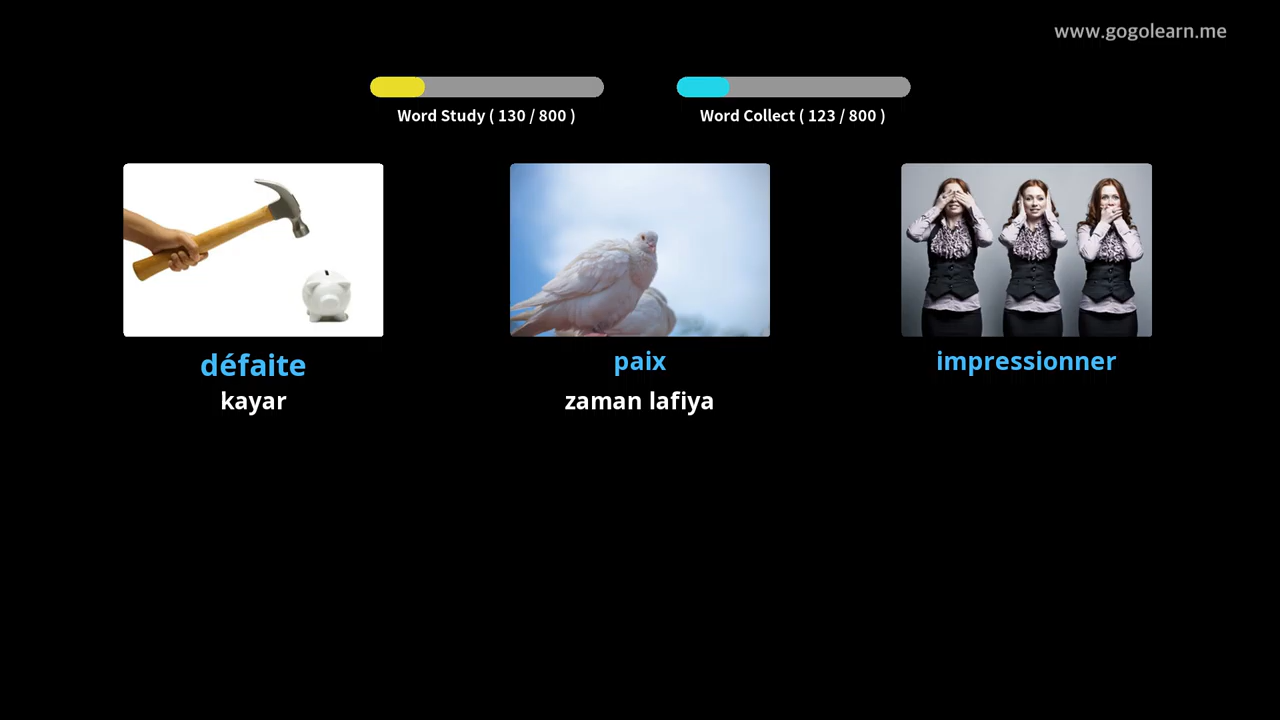 www.gogolearn.me
Word Study ( 130 / 800 )
Word Collect ( 123 / 800 )
défaite
paix
impressionner
kayar
zaman lafiya